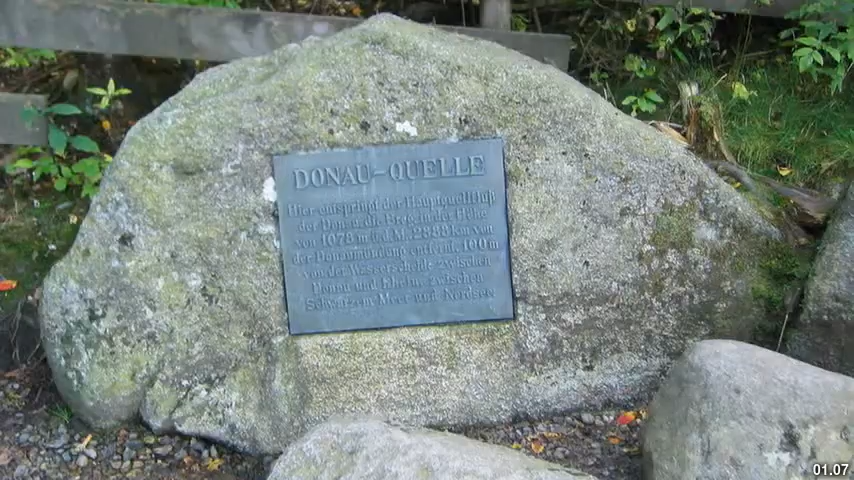 DONAU-QUELLE
Hier entspringt der Hauptquellfluß
der Donau, die Breg, in der Höhe
von 1078 m ü.d.M. 2888 km von
der Donaumündung entfernt, 100 m
von der Wasserscheide zwischen
Donau und Rhein, zwischen
Schwarzem Meer und Nordsee
01.07